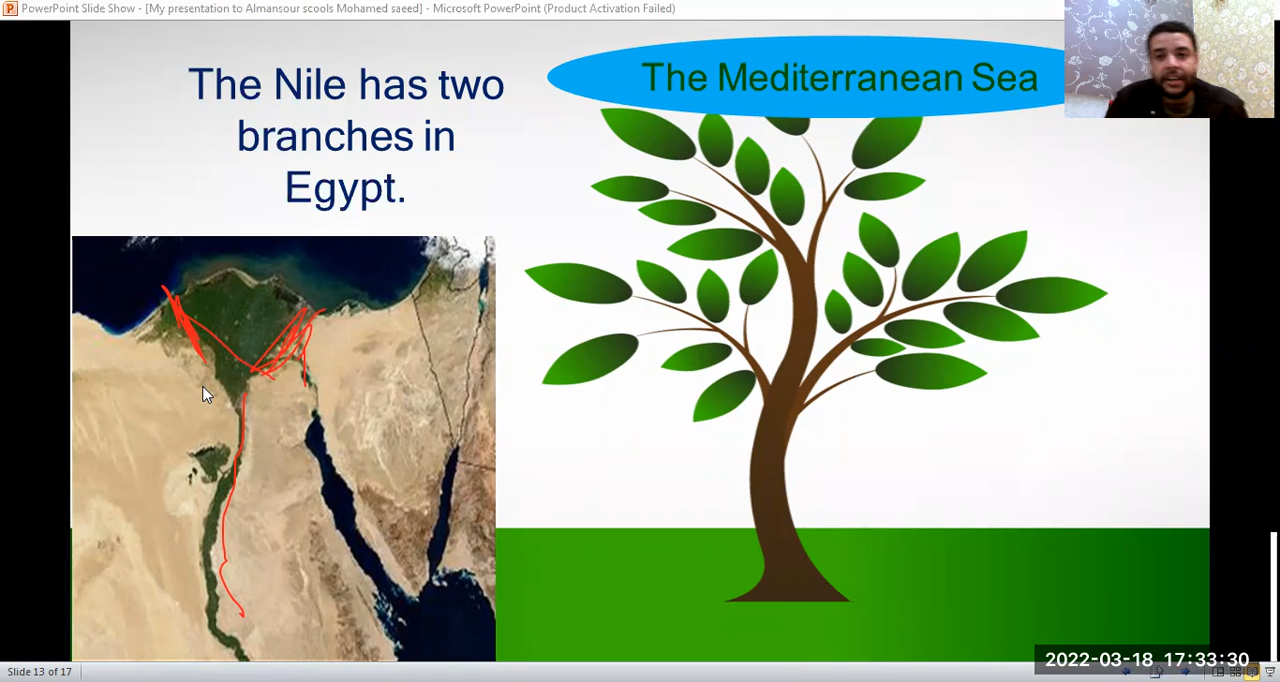 PowerPoint Slide Show - [My presentation to Almansour scools Mohamed saeed] - Microsoft PowerPoint (Product Activation Failed)
The Nile has two
branches in
Egypt.
The Mediterranean Sea
2022-03-18 17:33:30
Slide 13 of 17